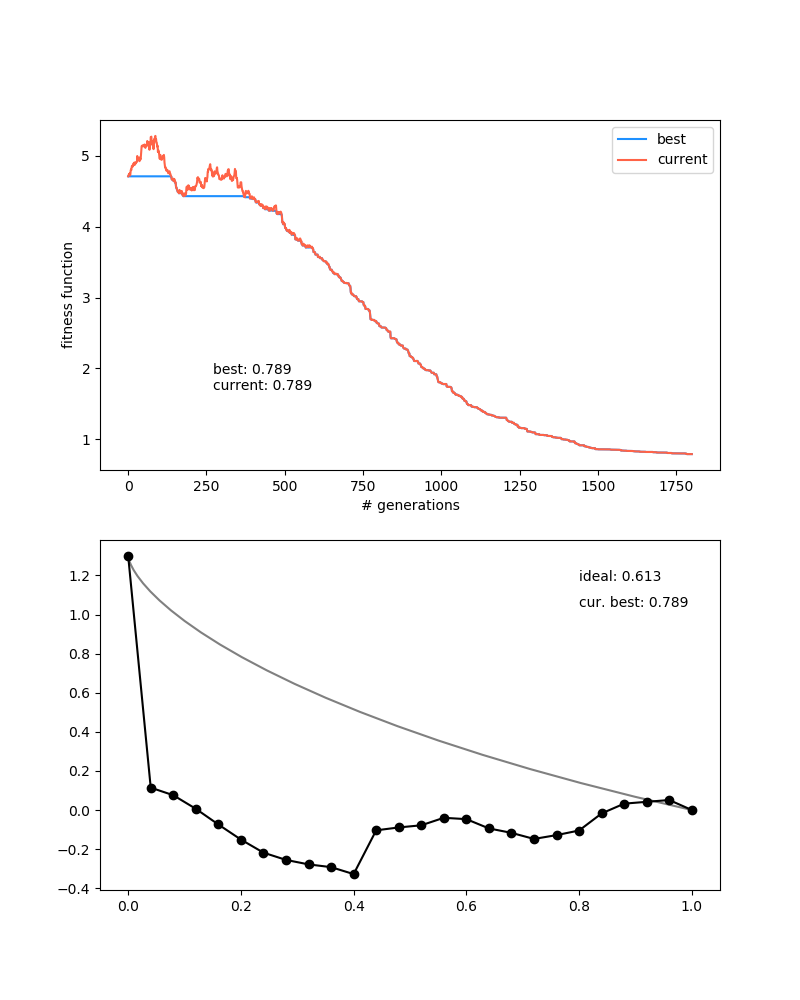 best
current
5
4
3
2
1
fitness function
best: 0.789
current: 0.789
0 250 500 750 1000 1250 1500 1750
# generations
ideal: 0.613
cur. best: 0.789
1.2
1.0
0.8
0.6
0.4
0.2
0.0
−0.2
−0.4
0.0 0.2 0.4 0.6 0.8 1.0